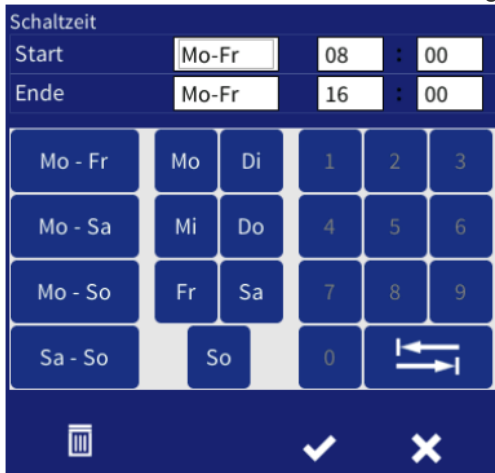 Schaltzeit
Start Mo-Fr 08 : 00
Ende Mo-Fr 16 : 00
Mo - Fr Mo Di 1 2 3
Mo - Sa Mi Do 4 5 6
Mo - So Fr Sa 7 8 9
Sa - So So 0